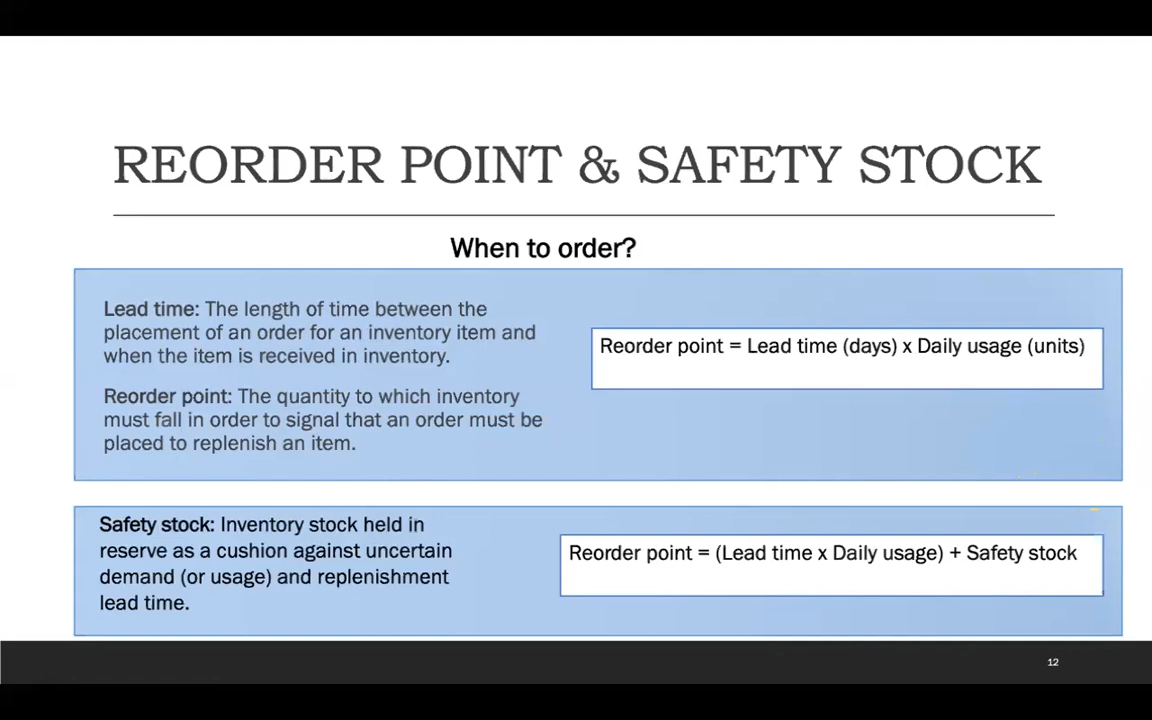 REORDER POINT & SAFETY STOCK
When to order?
Lead time: The length of time between the
placement of an order for an inventory item and
when the item is received in inventory.
Reorder point: The quantity to which inventory
must fall in order to signal that an order must be
placed to replenish an item.
Reorder point = Lead time (days) x Daily usage (units)
Safety stock: Inventory stock held in
reserve as a cushion against uncertain
demand (or usage) and replenishment
lead time.
Reorder point = (Lead time x Daily usage) + Safety stock
12